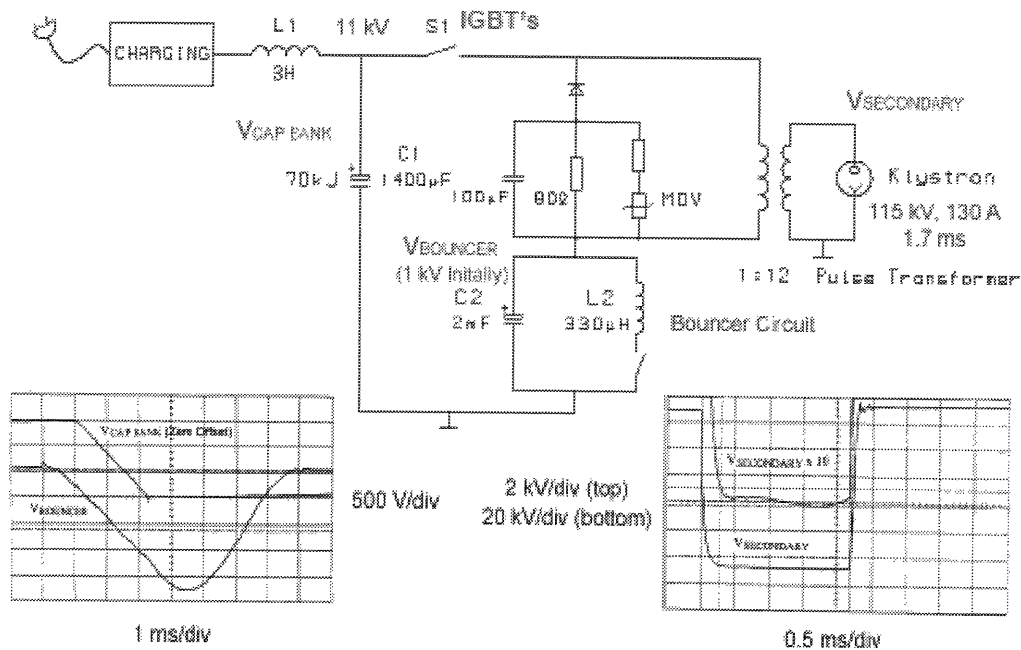 L1
11 kV
S1
IGBT's
CHARGING
3H
VSECONDARY
VCAP BANK
C1
70kJ
1400µF
100µF
80Ω
MOV
Klystron
115 kV, 130 A
1.7 ms
VBOUNCER
(1 kV Initially)
C2
2mF
L2
330µH
1:12 Pulse Transformer
Bouncer Circuit
VCAP BANK (Zero Offset)
VBOUNCER
500 V/div
2 kV/div (top)
20 kV/div (bottom)
VSECONDARY x 10
VSECONDARY
1 ms/div
0.5 ms/div